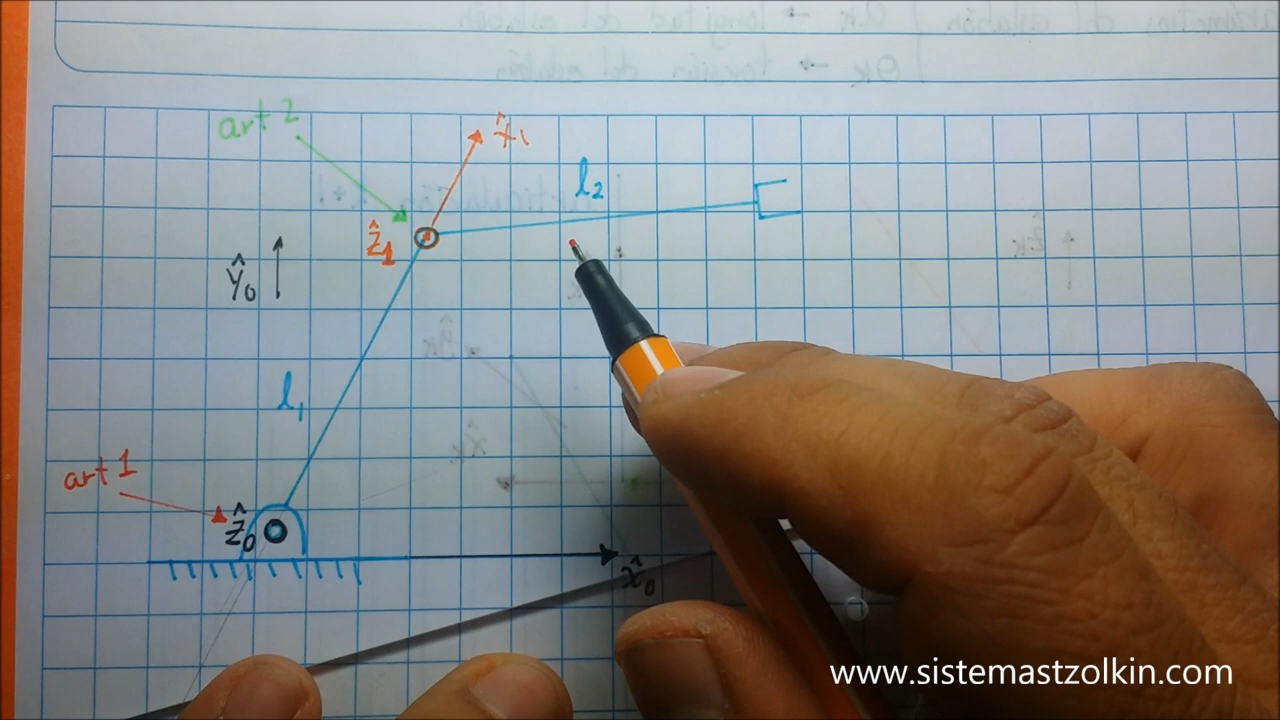 art 2
x̂₁
l₂
ẑ₁
ŷ₀
l₁
art 1
ẑ₀
x̂₀
www.sistemastzolkin.com